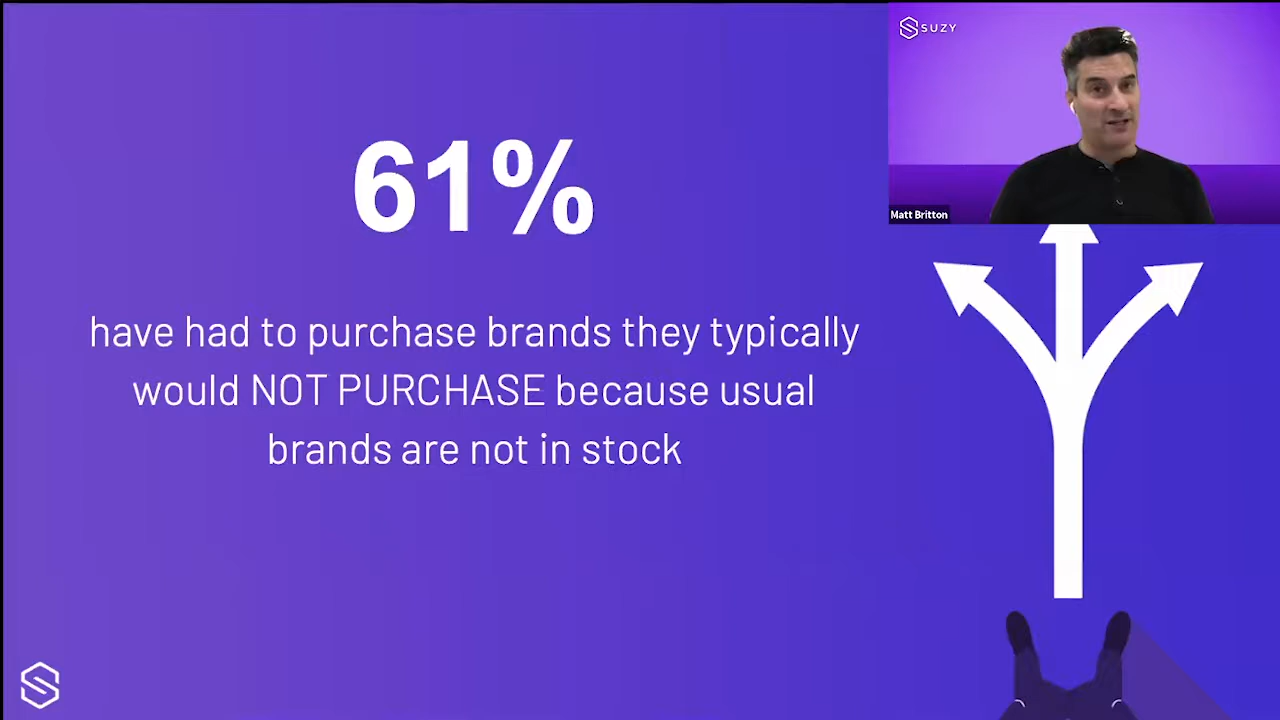 SUZY
Matt Britton
61%
have had to purchase brands they typically
would NOT PURCHASE because usual
brands are not in stock